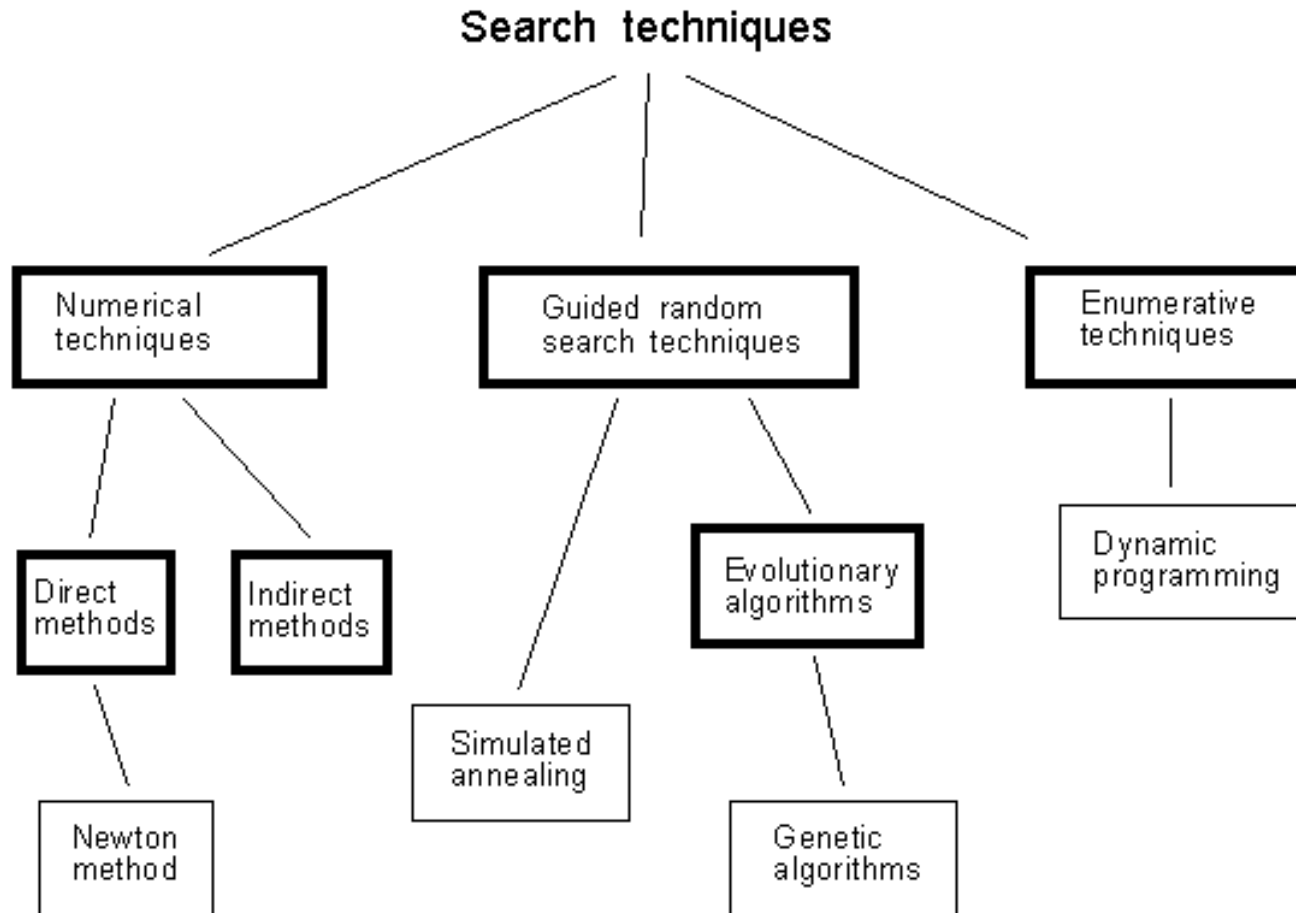 Search techniques
Numerical
techniques
Guided random
search techniques
Enumerative
techniques
Direct
methods
Indirect
methods
Evolutionary
algorithms
Dynamic
programming
Simulated
annealing
Newton
method
Genetic
algorithms